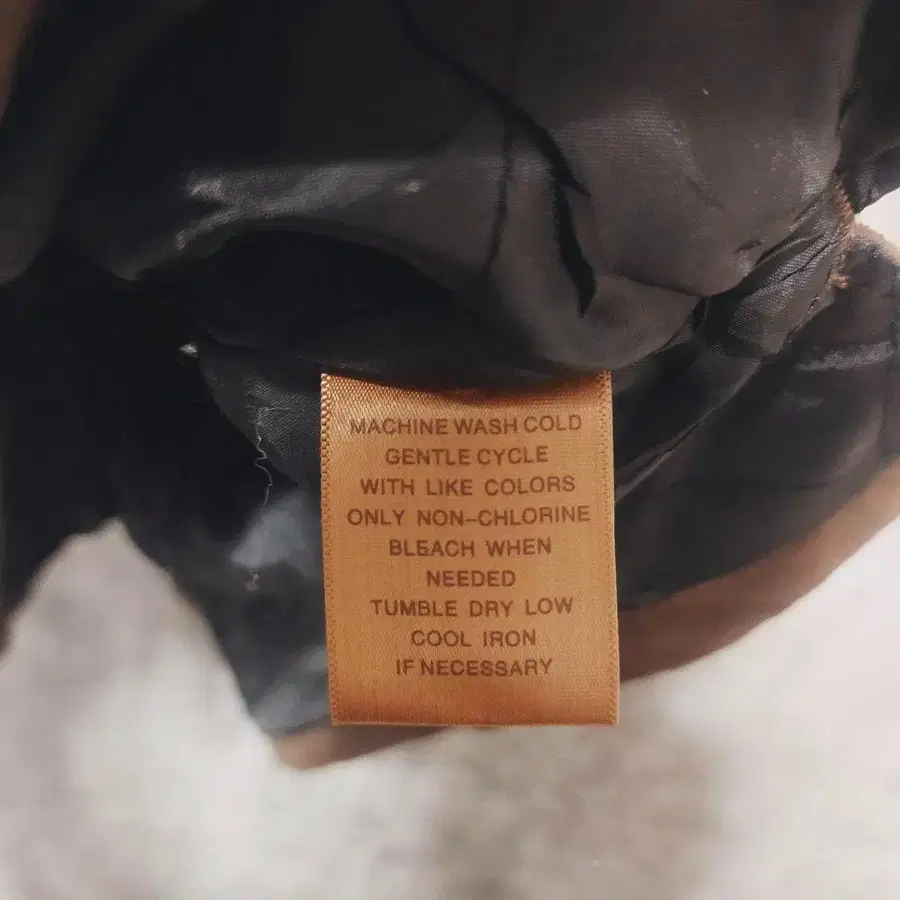 MACHINE WASH COLD
GENTLE CYCLE
WITH LIKE COLORS
ONLY NON-CHLORINE
BLEACH WHEN
NEEDED
TUMBLE DRY LOW
COOL IRON
IF NECESSARY